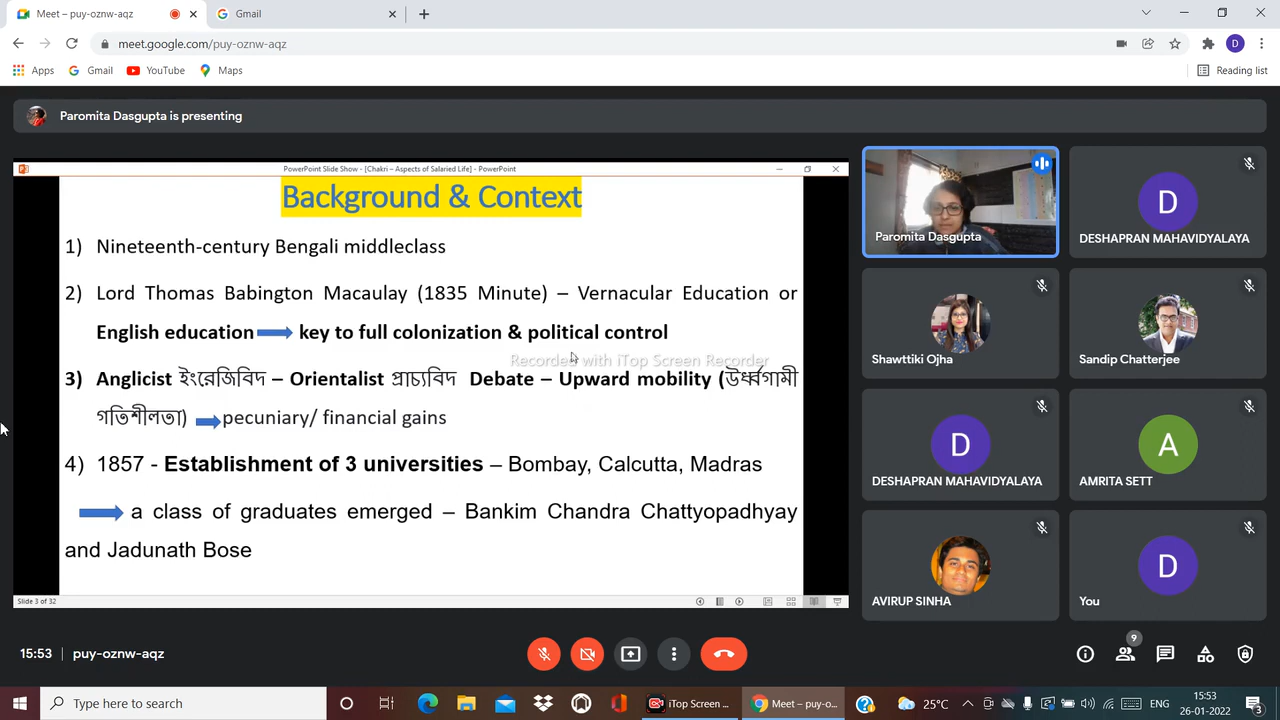 Meet – puy-oznw-aqz
Gmail
meet.google.com/puy-oznw-aqz
Apps
Gmail
YouTube
Maps
Reading list
Paromita Dasgupta is presenting
PowerPoint Slide Show - [Chakri – Aspects of Salaried Life] - PowerPoint
Background & Context
1) Nineteenth-century Bengali middleclass
2) Lord Thomas Babington Macaulay (1835 Minute) – Vernacular Education or
English education key to full colonization & political control
Recorded with iTop Screen Recorder
3) Anglicist ইংরেজিবিদ – Orientalist প্রাচ্যবিদ Debate – Upward mobility (উর্ধ্বগামী
গতিশীলতা) pecuniary/ financial gains
4) 1857 - Establishment of 3 universities – Bombay, Calcutta, Madras
a class of graduates emerged – Bankim Chandra Chattyopadhyay
and Jadunath Bose
Slide 3 of 32
Paromita Dasgupta
D
DESHAPRAN MAHAVIDYALAYA
Shawttiki Ojha
Sandip Chatterjee
D
DESHAPRAN MAHAVIDYALAYA
A
AMRITA SETT
AVIRUP SINHA
D
You
15:53 | puy-oznw-aqz
9
Type here to search
iTop Screen ...
Meet – puy-o...
25°C
ENG
15:53
26-01-2022
3